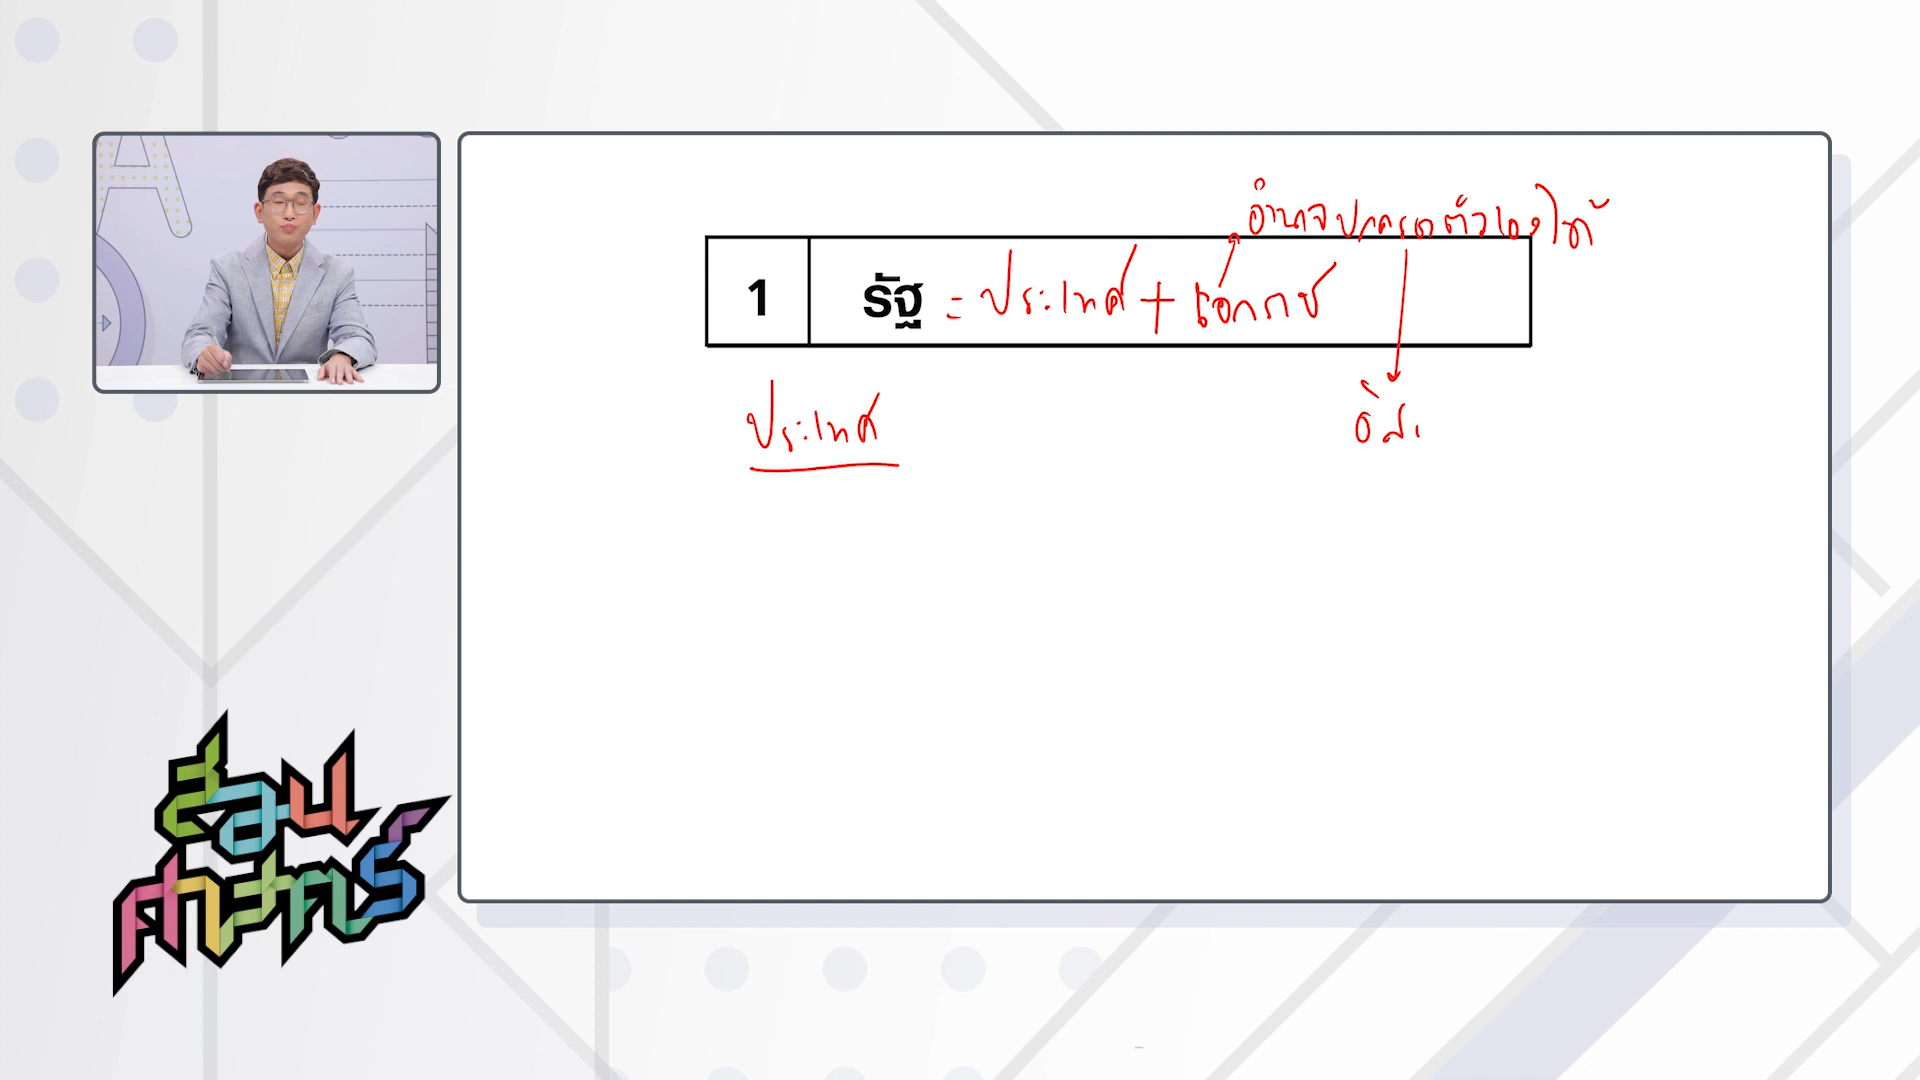 อำนาจปกครองตัวเองได้
1 รัฐ = ประเทศ + เอกราช
ประเทศ
อิสระ
สอน
ศาสตร์